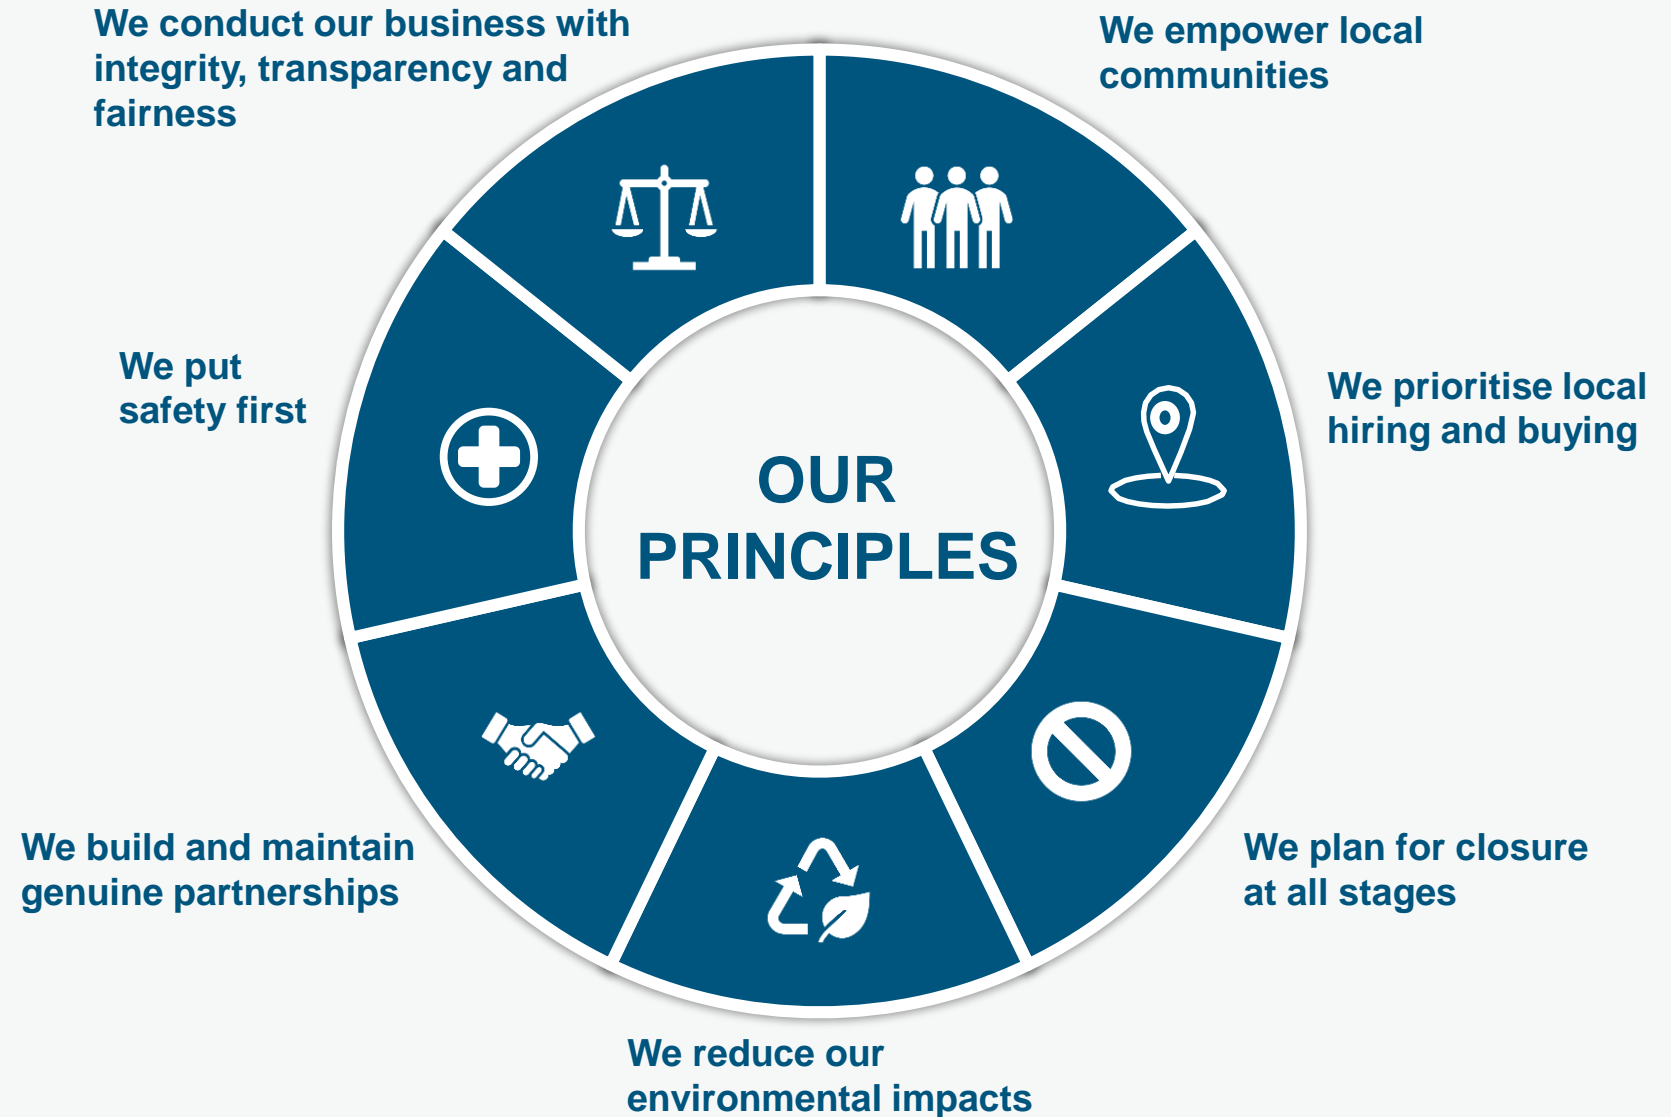 We conduct our business with
integrity, transparency and
fairness
We empower local
communities
We put
safety first
We prioritise local
hiring and buying
OUR
PRINCIPLES
We build and maintain
genuine partnerships
We plan for closure
at all stages
We reduce our
environmental impacts